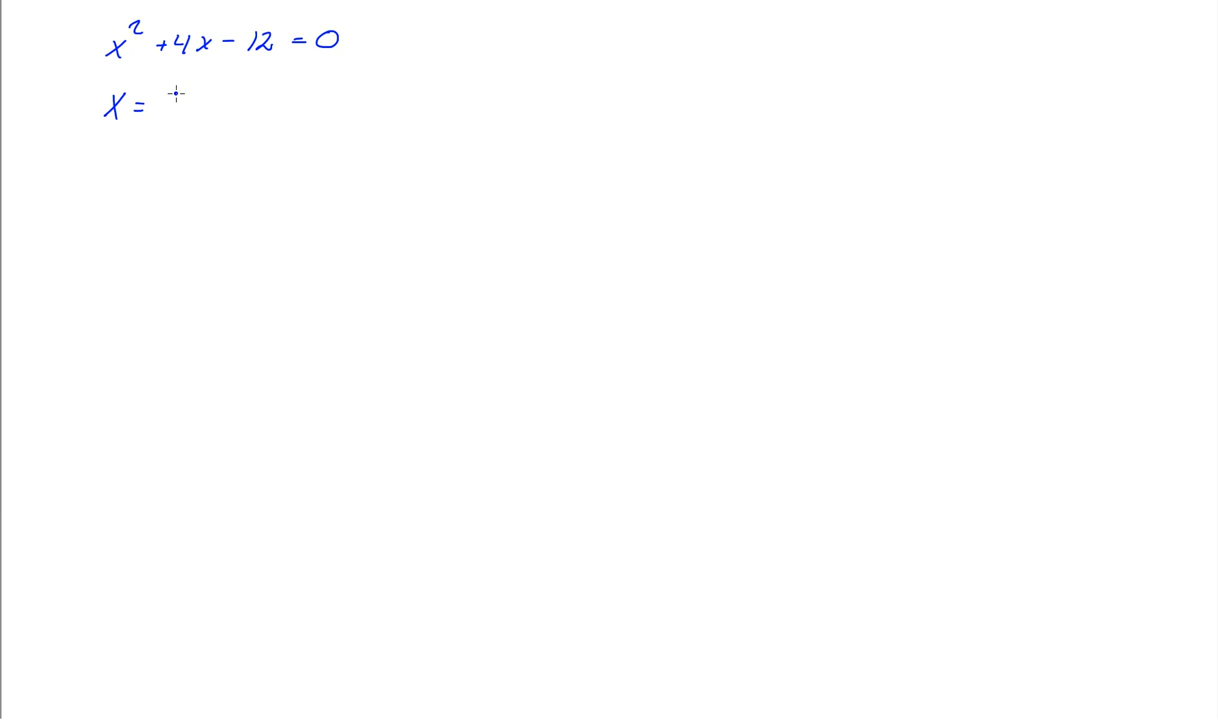 x² + 4x - 12 = 0
x =